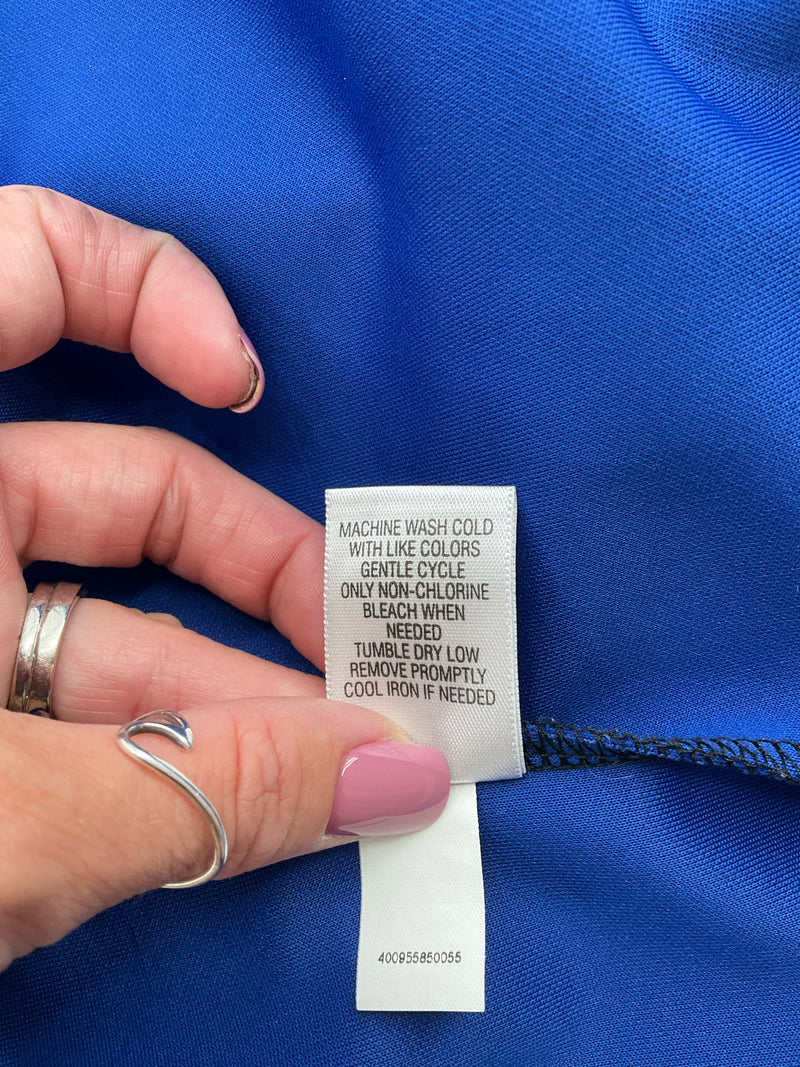 MACHINE WASH COLD
WITH LIKE COLORS
GENTLE CYCLE
ONLY NON-CHLORINE
BLEACH WHEN
NEEDED
TUMBLE DRY LOW
REMOVE PROMPTLY
COOL IRON IF NEEDED
400955850055